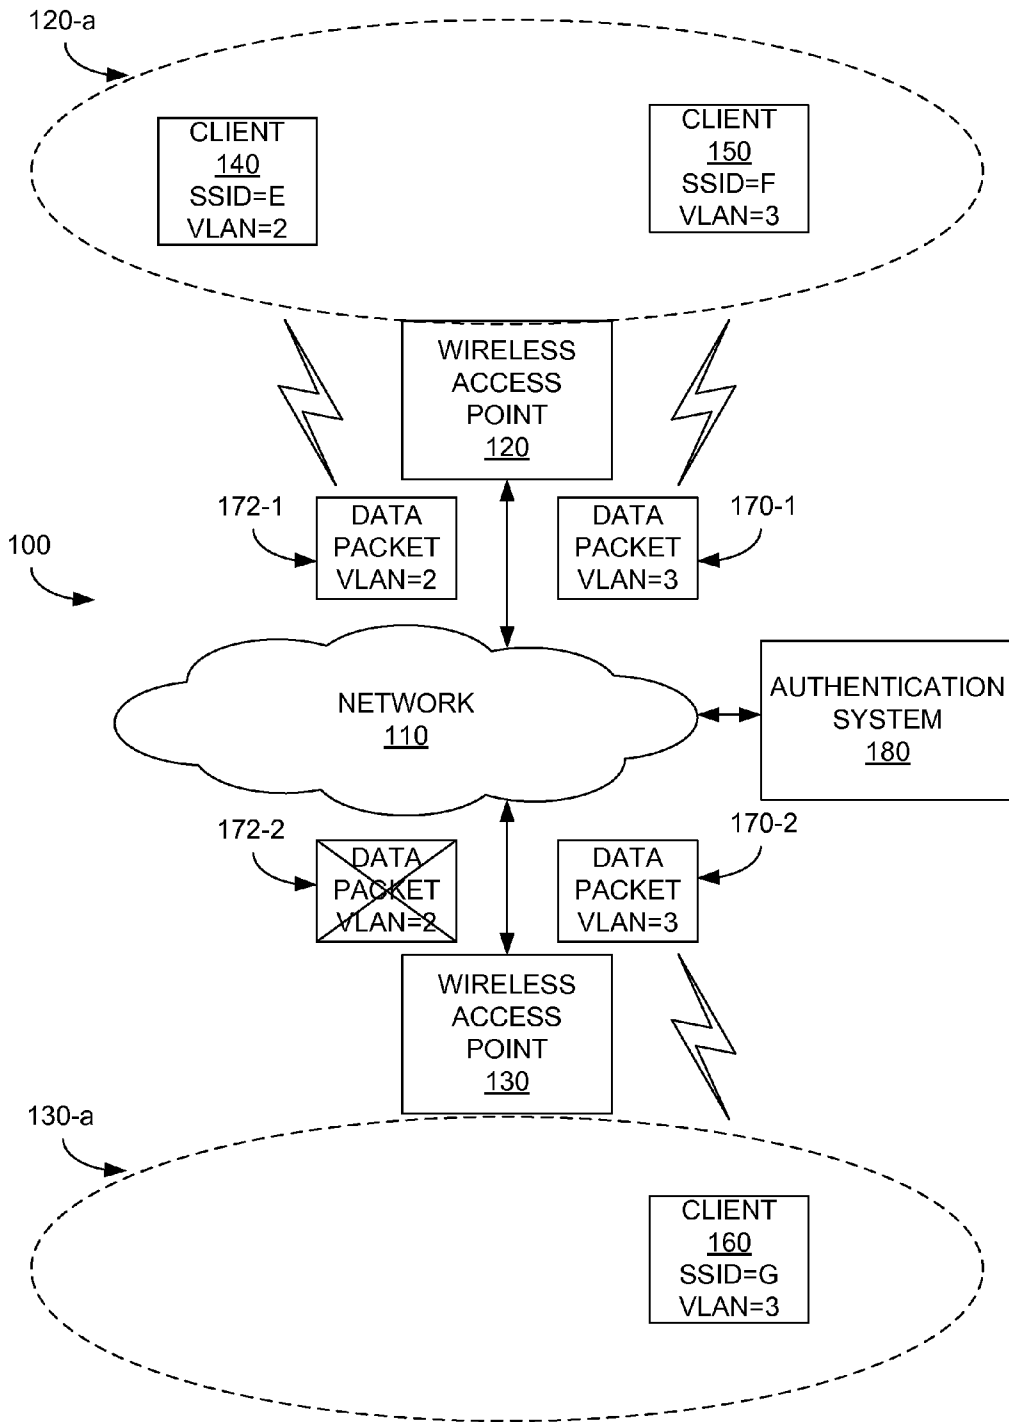 120-a
CLIENT
140
SSID=E
VLAN=2
CLIENT
150
SSID=F
VLAN=3
WIRELESS
ACCESS
POINT
120
172-1
DATA
PACKET
VLAN=2
DATA
PACKET
VLAN=3
170-1
100
NETWORK
110
AUTHENTICATION
SYSTEM
180
172-2
DATA
PACKET
VLAN=2
DATA
PACKET
VLAN=3
170-2
WIRELESS
ACCESS
POINT
130
130-a
CLIENT
160
SSID=G
VLAN=3